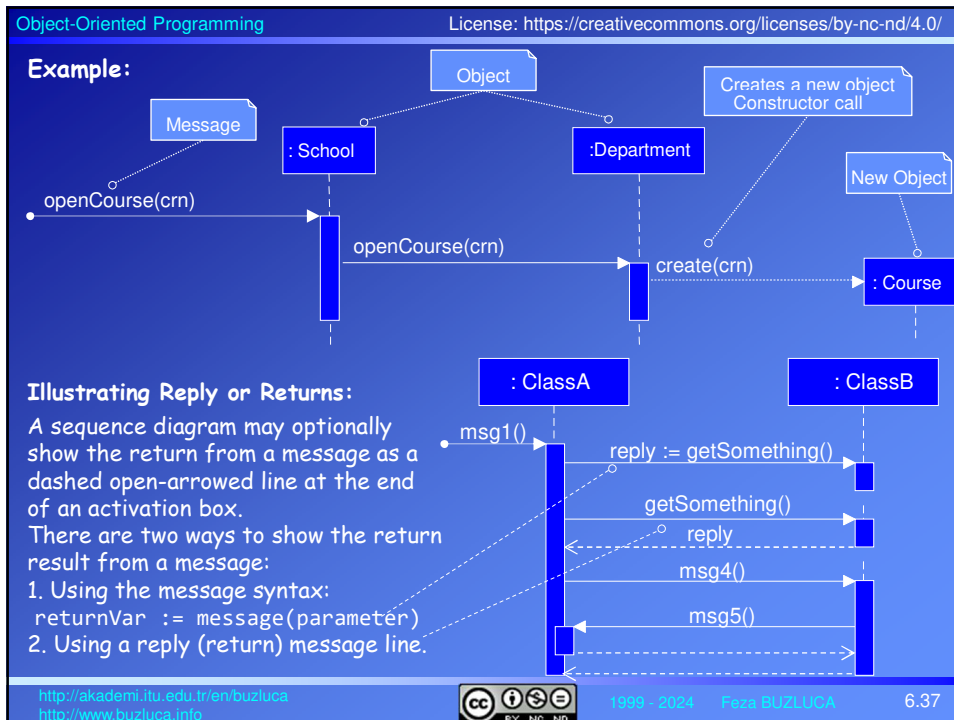 Object-Oriented Programming
License: https://creativecommons.org/licenses/by-nc-nd/4.0/
Example:
Object
Creates a new object
Constructor call
Message
: School
:Department
New Object
openCourse(crn)
openCourse(crn)
create(crn)
: Course
Illustrating Reply or Returns:
A sequence diagram may optionally
show the return from a message as a
dashed open-arrowed line at the end
of an activation box.
There are two ways to show the return
result from a message:
1. Using the message syntax:
returnVar := message(parameter)
2. Using a reply (return) message line.
: ClassA
: ClassB
msg1()
reply := getSomething()
getSomething()
reply
msg4()
msg5()
http://akademi.itu.edu.tr/en/buzluca
http://www.buzluca.info
cc
BY NC ND
1999 - 2024 Feza BUZLUCA
6.37